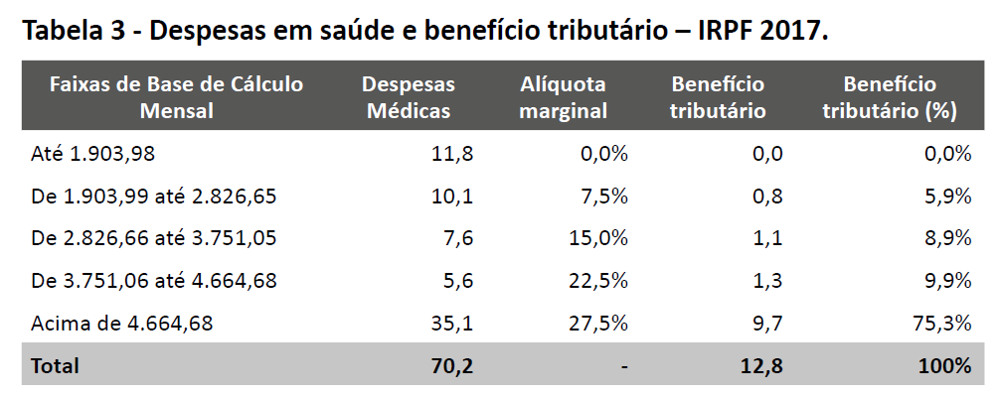 Tabela 3 - Despesas em saúde e benefício tributário – IRPF 2017.
Faixas de Base de Cálculo Mensal Despesas Médicas Alíquota marginal Benefício tributário Benefício tributário (%)
Até 1.903,98 11,8 0,0% 0,0 0,0%
De 1.903,99 até 2.826,65 10,1 7,5% 0,8 5,9%
De 2.826,66 até 3.751,05 7,6 15,0% 1,1 8,9%
De 3.751,06 até 4.664,68 5,6 22,5% 1,3 9,9%
Acima de 4.664,68 35,1 27,5% 9,7 75,3%
Total 70,2 - 12,8 100%